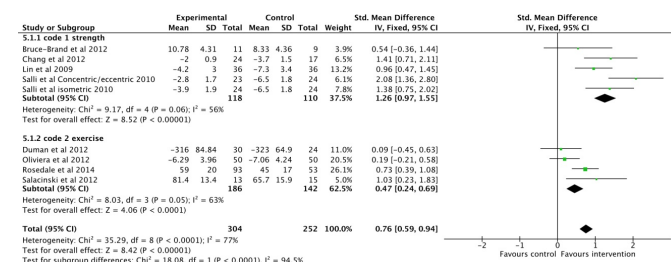 Experimental Control Std. Mean Difference Std. Mean Difference
Study or Subgroup Mean SD Total Mean SD Total Weight IV, Fixed, 95% CI IV, Fixed, 95% CI
5.1.1 code 1 strength
Bruce-Brand et al 2012 10.78 4.31 11 8.33 4.36 9 3.9% 0.54 [-0.36, 1.44]
Chang et al 2012 -2 0.9 24 -3.7 1.5 17 6.4% 1.41 [0.71, 2.11]
Lin et al 2009 -4.2 3 36 -7.3 3.4 36 12.9% 0.96 [0.47, 1.45]
Salli et al Concentric/eccentric 2010 -2.8 1.7 23 -6.5 1.8 24 6.1% 2.08 [1.36, 2.80]
Salli et al isometric 2010 -3.9 1.9 24 -6.5 1.8 24 8.1% 1.38 [0.75, 2.02]
Subtotal (95% CI) 118 110 37.5% 1.26 [0.97, 1.55]
Heterogeneity: Chi² = 9.17, df = 4 (P = 0.06); I² = 56%
Test for overall effect: Z = 8.52 (P < 0.00001)
5.1.2 code 2 exercise
Duman et al 2012 -316 84.84 30 -323 64.9 24 11.0% 0.09 [-0.45, 0.63]
Oliviera et al 2012 -6.29 3.96 50 -7.06 4.24 50 20.4% 0.19 [-0.21, 0.58]
Rosedale et al 2014 59 20 93 45 17 53 26.1% 0.73 [0.39, 1.08]
Salacinski et al 2012 81.4 13.4 13 65.7 15.9 15 5.0% 1.03 [0.23, 1.83]
Subtotal (95% CI) 186 142 62.5% 0.47 [0.24, 0.69]
Heterogeneity: Chi² = 8.03, df = 3 (P = 0.05); I² = 63%
Test for overall effect: Z = 4.06 (P < 0.0001)
Total (95% CI) 304 252 100.0% 0.76 [0.59, 0.94]
Heterogeneity: Chi² = 35.29, df = 8 (P < 0.0001); I² = 77%
Test for overall effect: Z = 8.42 (P < 0.00001)
Test for subgroup differences: Chi² = 18.08, df = 1 (P < 0.0001), I² = 94.5%
-2 -1 0 1 2
Favours control Favours intervention